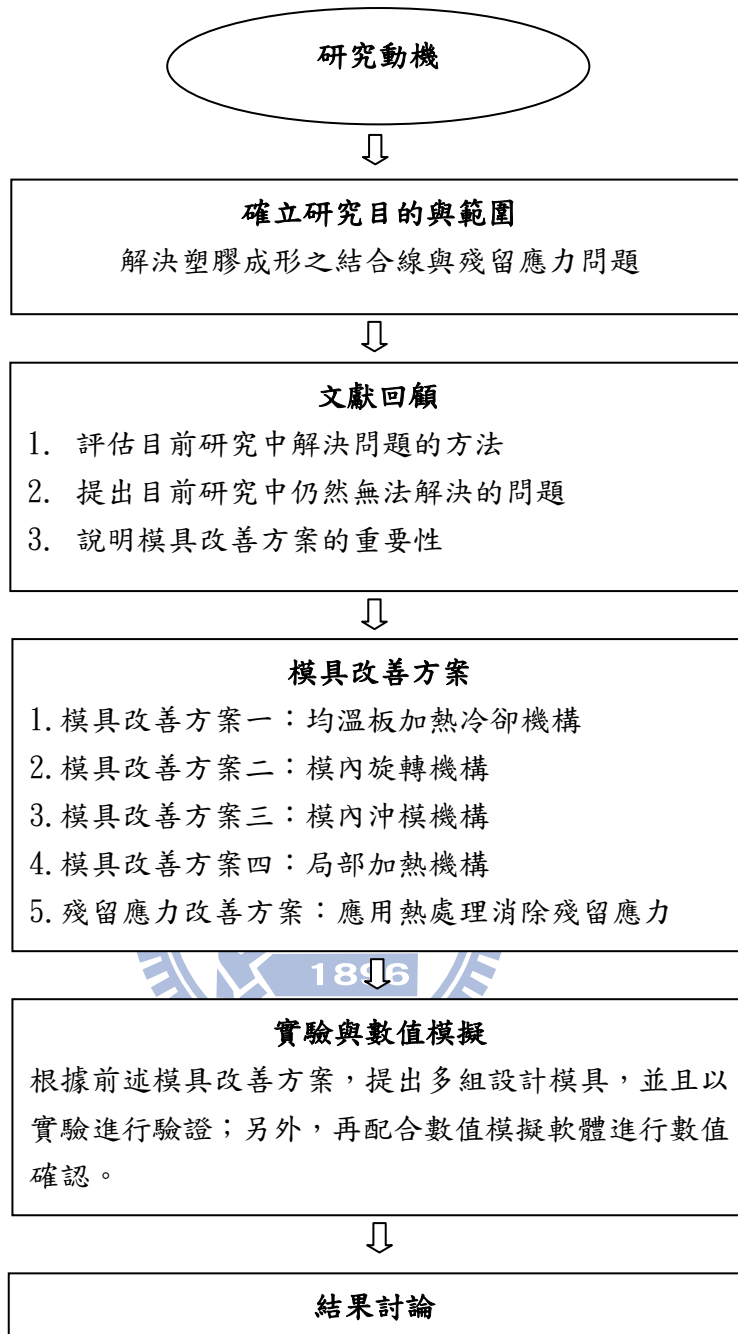 研究動機
確立研究目的與範圍
解決塑膠成形之結合線與殘留應力問題
文獻回顧
1. 評估目前研究中解決問題的方法
2. 提出目前研究中仍然無法解決的問題
3. 說明模具改善方案的重要性
模具改善方案
1.模具改善方案一：均溫板加熱冷卻機構
2.模具改善方案二：模內旋轉機構
3.模具改善方案三：模內沖模機構
4.模具改善方案四：局部加熱機構
5.殘留應力改善方案：應用熱處理消除殘留應力
1896
實驗與數值模擬
根據前述模具改善方案，提出多組設計模具，並且以
實驗進行驗證；另外，再配合數值模擬軟體進行數值
確認。
結果討論